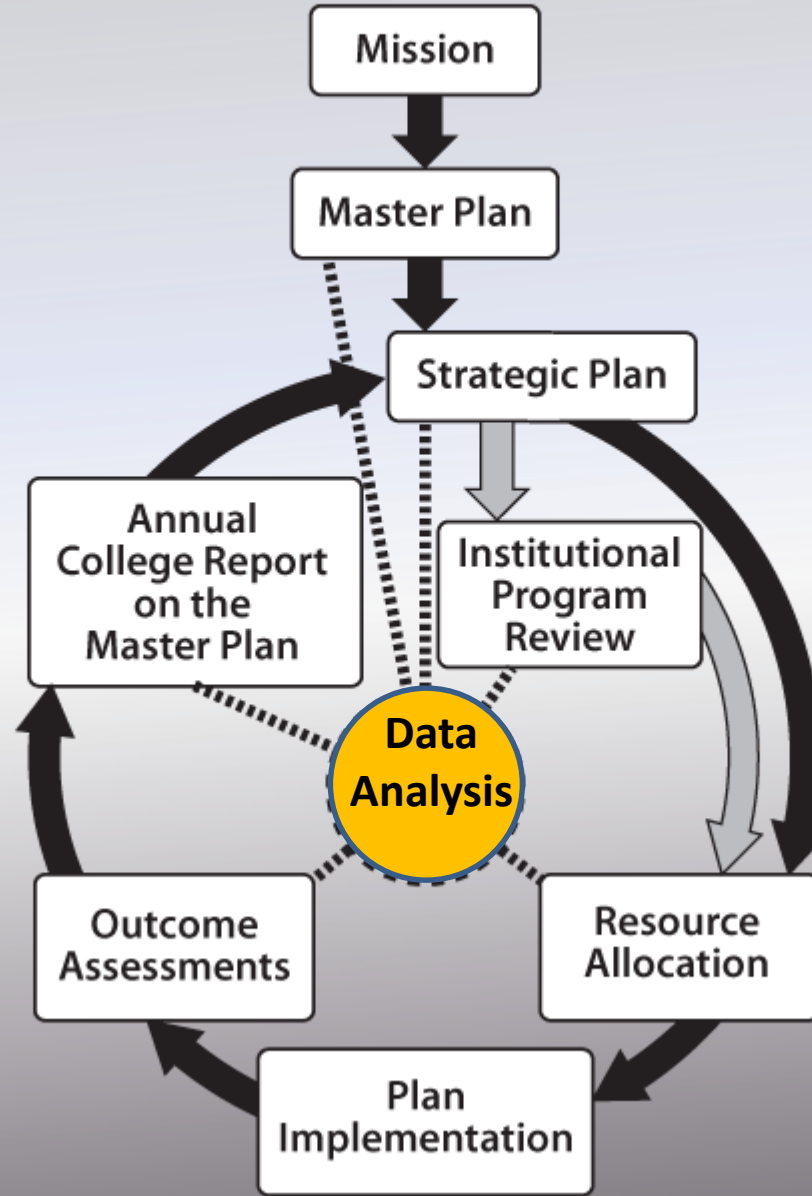 Mission
Master Plan
Strategic Plan
Annual
College Report
on the
Master Plan
Institutional
Program
Review
Data
Analysis
Outcome
Assessments
Resource
Allocation
Plan
Implementation